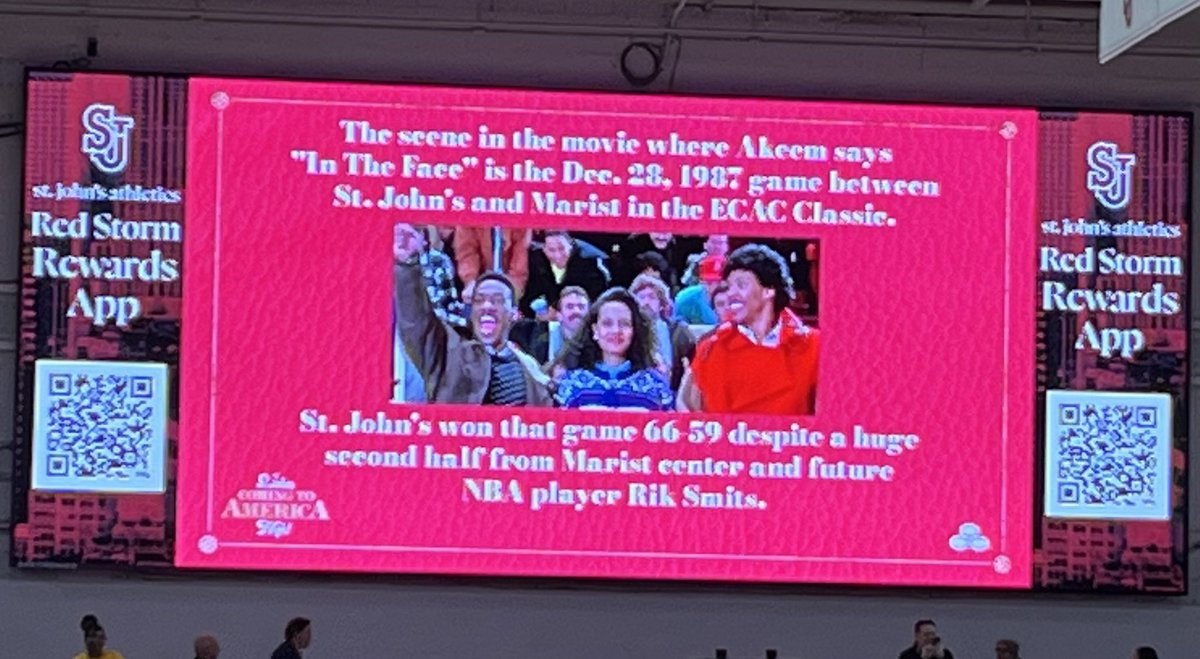 SJ
st. john's athletics
Red Storm
Rewards
App
The scene in the movie where Akeem says
"In The Face" is the Dec. 28, 1987 game between
St. John's and Marist in the ECAC Classic.
St. John's won that game 66-59 despite a huge
second half from Marist center and future
NBA player Rik Smits.
COMING TO
AMERICA
SJ
st. john's athletics
Red Storm
Rewards
App